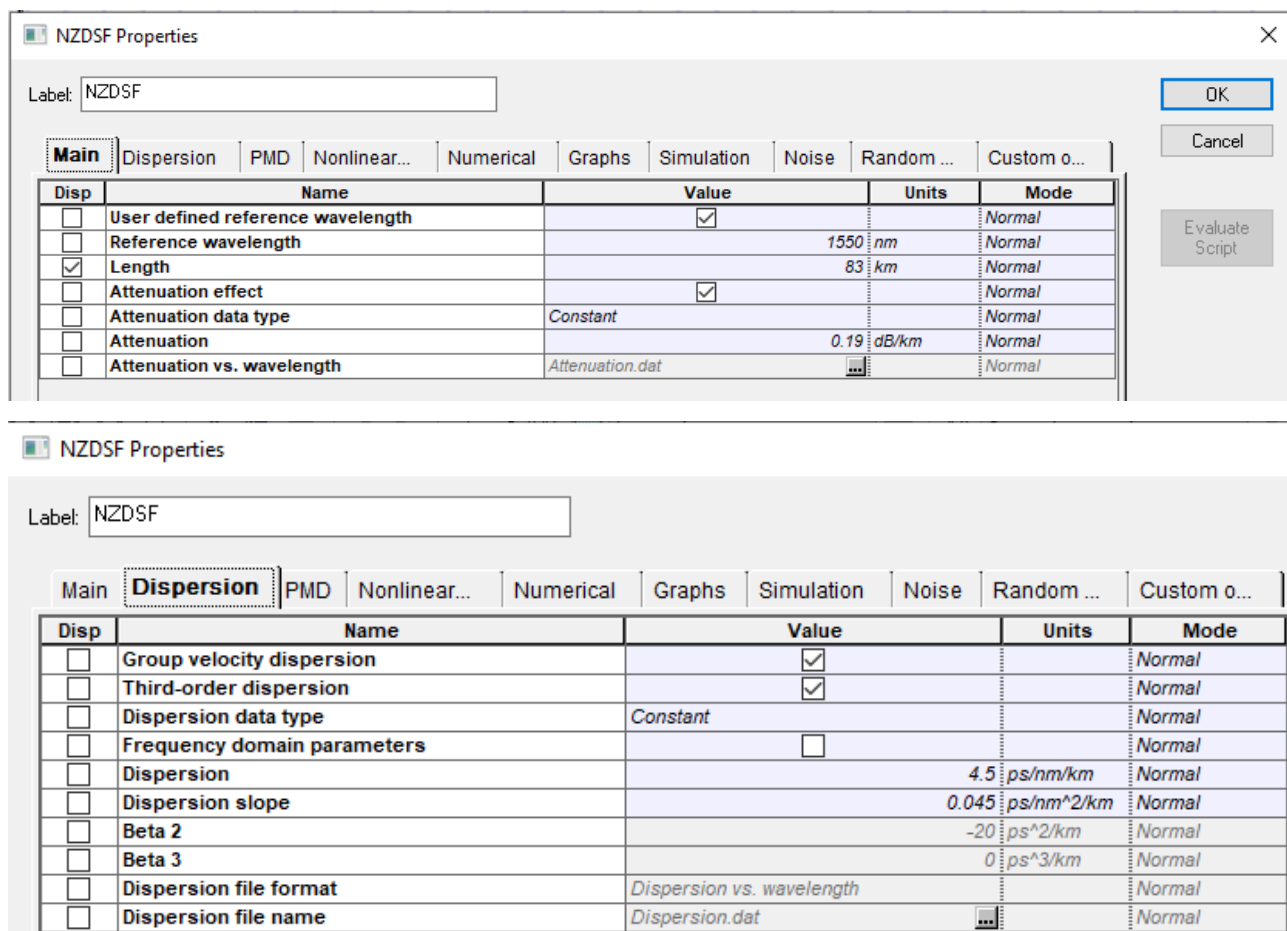 NZDSF Properties
Label: NZDSF
OK
Cancel
Evaluate
Script
Main Dispersion PMD Nonlinear... Numerical Graphs Simulation Noise Random ... Custom o...
Disp Name Value Units Mode
User defined reference wavelength Normal
Reference wavelength 1550 nm Normal
Length 83 km Normal
Attenuation effect Normal
Attenuation data type Constant Normal
Attenuation 0.19 dB/km Normal
Attenuation vs. wavelength Attenuation.dat ... Normal
NZDSF Properties
Label: NZDSF
Main Dispersion PMD Nonlinear... Numerical Graphs Simulation Noise Random ... Custom o...
Disp Name Value Units Mode
Group velocity dispersion Normal
Third-order dispersion Normal
Dispersion data type Constant Normal
Frequency domain parameters Normal
Dispersion 4.5 ps/nm/km Normal
Dispersion slope 0.045 ps/nm^2/km Normal
Beta 2 -20 ps^2/km Normal
Beta 3 0 ps^3/km Normal
Dispersion file format Dispersion vs. wavelength Normal
Dispersion file name Dispersion.dat ... Normal